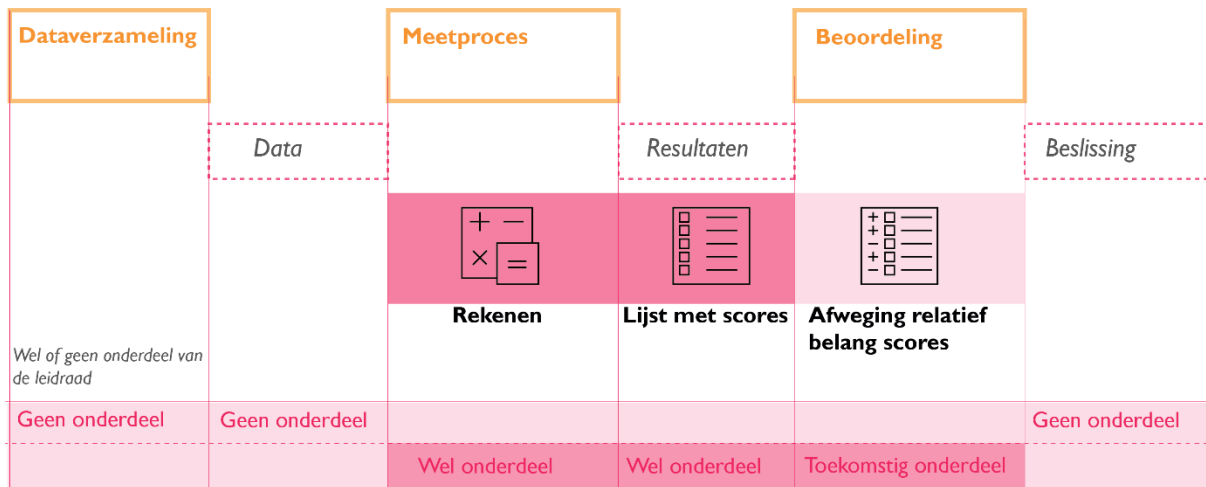 Dataverzameling
Meetproces
Beoordeling
Data
Resultaten
Beslissing
Rekenen
Lijst met scores
Afweging relatief
belang scores
Wel of geen onderdeel van
de leidraad
Geen onderdeel
Geen onderdeel
Geen onderdeel
Wel onderdeel
Wel onderdeel
Toekomstig onderdeel